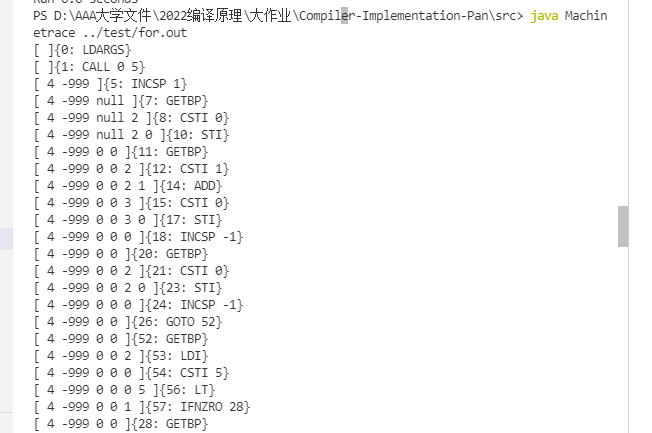 PS D:\AAA大学文件\2022编译原理\大作业\Compiler-Implementation-Pan\src> java Machin
etrace ../test/for.out
[ ]{0: LDARGS}
[ ]{1: CALL 0 5}
[ 4 -999 ]{5: INCSP 1}
[ 4 -999 null ]{7: GETBP}
[ 4 -999 null 2 ]{8: CSTI 0}
[ 4 -999 null 2 0 ]{10: STI}
[ 4 -999 0 0 ]{11: GETBP}
[ 4 -999 0 0 2 ]{12: CSTI 1}
[ 4 -999 0 0 2 1 ]{14: ADD}
[ 4 -999 0 0 3 ]{15: CSTI 0}
[ 4 -999 0 0 3 0 ]{17: STI}
[ 4 -999 0 0 0 ]{18: INCSP -1}
[ 4 -999 0 0 ]{20: GETBP}
[ 4 -999 0 0 2 ]{21: CSTI 0}
[ 4 -999 0 0 2 0 ]{23: STI}
[ 4 -999 0 0 0 ]{24: INCSP -1}
[ 4 -999 0 0 ]{26: GOTO 52}
[ 4 -999 0 0 ]{52: GETBP}
[ 4 -999 0 0 2 ]{53: LDI}
[ 4 -999 0 0 0 ]{54: CSTI 5}
[ 4 -999 0 0 0 5 ]{56: LT}
[ 4 -999 0 0 1 ]{57: IFNZRO 28}
[ 4 -999 0 0 ]{28: GETBP}